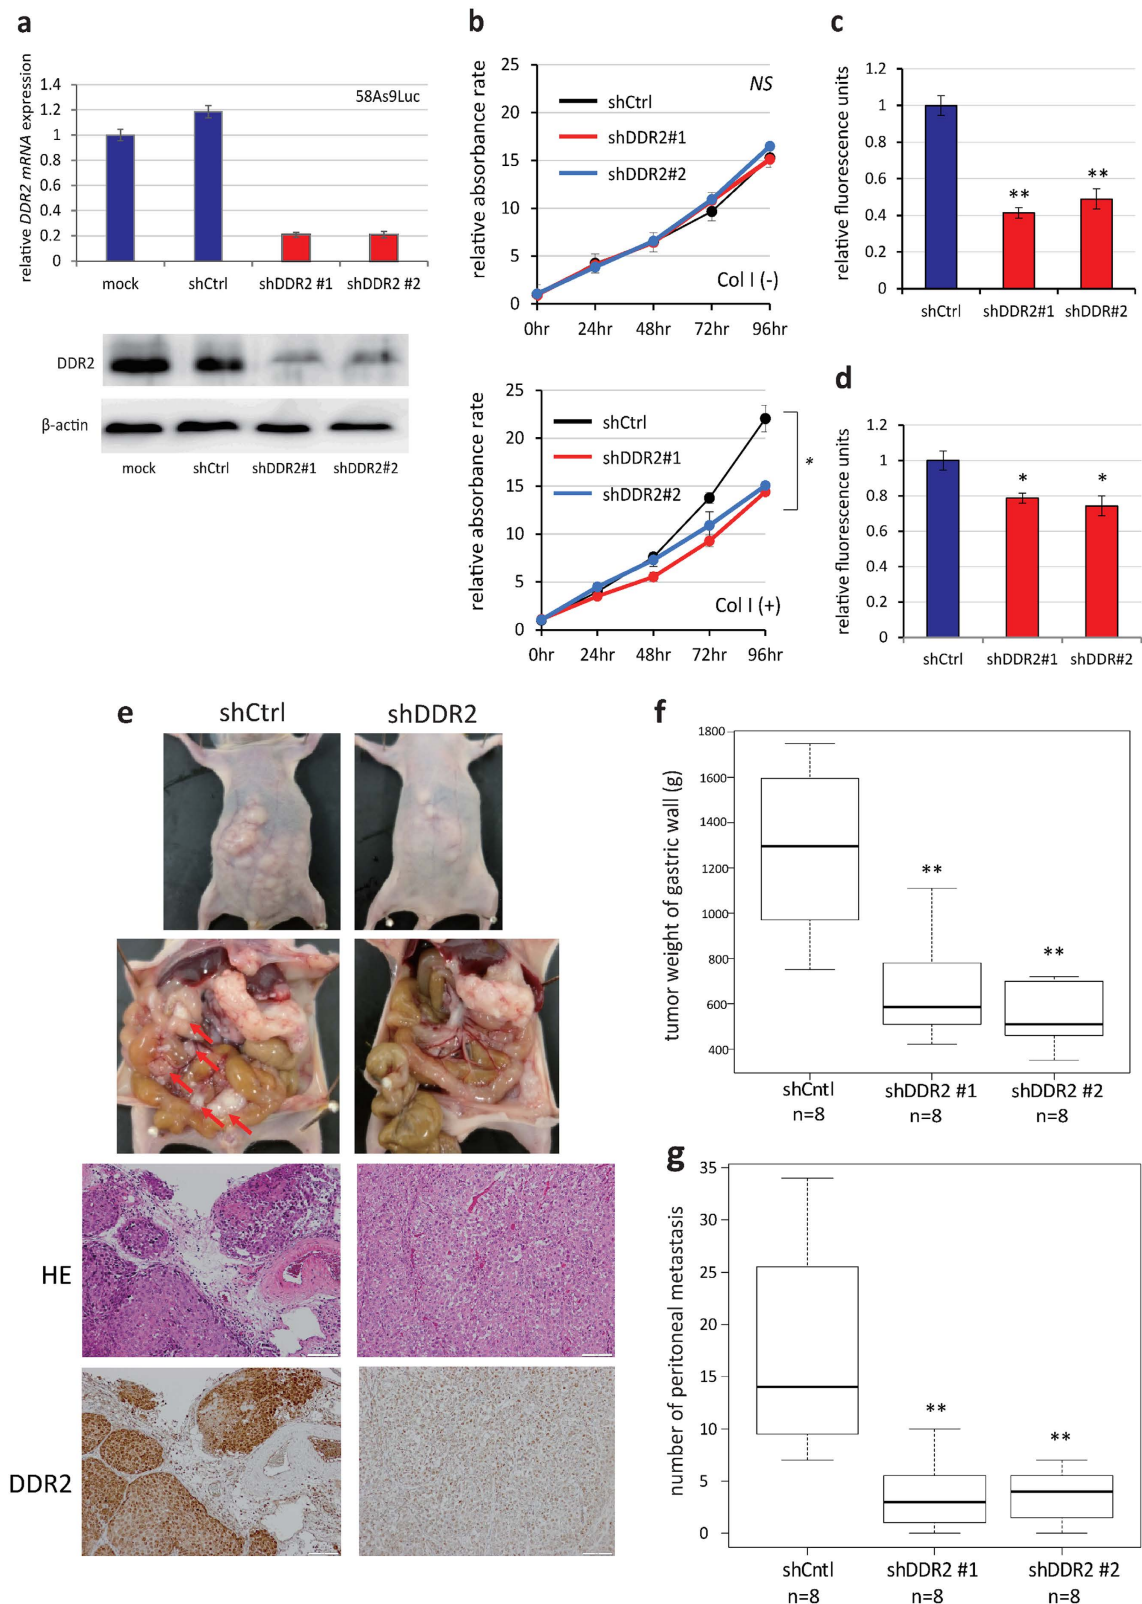 a
relative DDR2 mRNA expression
1.4
1.2
1
0.8
0.6
0.4
0.2
0
58As9Luc
mock shCtrl shDDR2 #1 shDDR2 #2
DDR2
β-actin
mock shCtrl shDDR2#1 shDDR2#2
b
relative absorbance rate
25
20
15
10
5
0
NS
shCtrl
shDDR2#1
shDDR2#2
Col I (-)
0hr 24hr 48hr 72hr 96hr
relative absorbance rate
25
20
15
10
5
0
shCtrl
shDDR2#1
shDDR2#2
*
Col I (+)
0hr 24hr 48hr 72hr 96hr
c
relative fluorescence units
1.2
1
0.8
0.6
0.4
0.2
0
** **
shCtrl shDDR2#1 shDDR#2
d
relative fluorescence units
1.2
1
0.8
0.6
0.4
0.2
0
* *
shCtrl shDDR2#1 shDDR#2
e
shCtrl shDDR2
HE
DDR2
f
tumor weight of gastric wall (g)
1800
1600
1400
1200
1000
800
600
400
**
**
shCntl shDDR2 #1 shDDR2 #2
n=8 n=8 n=8
g
number of peritoneal metastasis
35
30
25
20
15
10
5
0
**
**
shCntl shDDR2 #1 shDDR2 #2
n=8 n=8 n=8